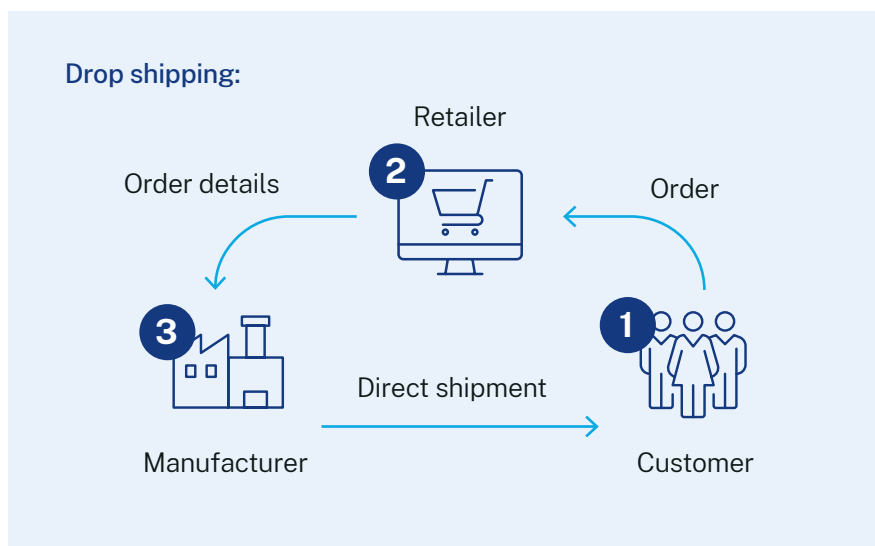 Drop shipping:
Retailer
2
Order details
Order
3
1
Direct shipment
Manufacturer
Customer